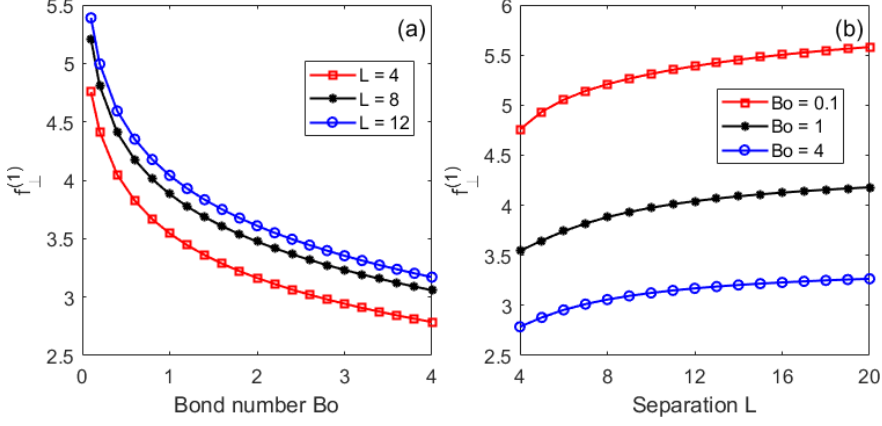 (a)
5.5
5
4.5
4
3.5
3
2.5
f⊥(1)
L = 4
L = 8
L = 12
0 1 2 3 4
Bond number Bo
(b)
6
5.5
5
4.5
4
3.5
3
2.5
f⊥(1)
Bo = 0.1
Bo = 1
Bo = 4
4 8 12 16 20
Separation L